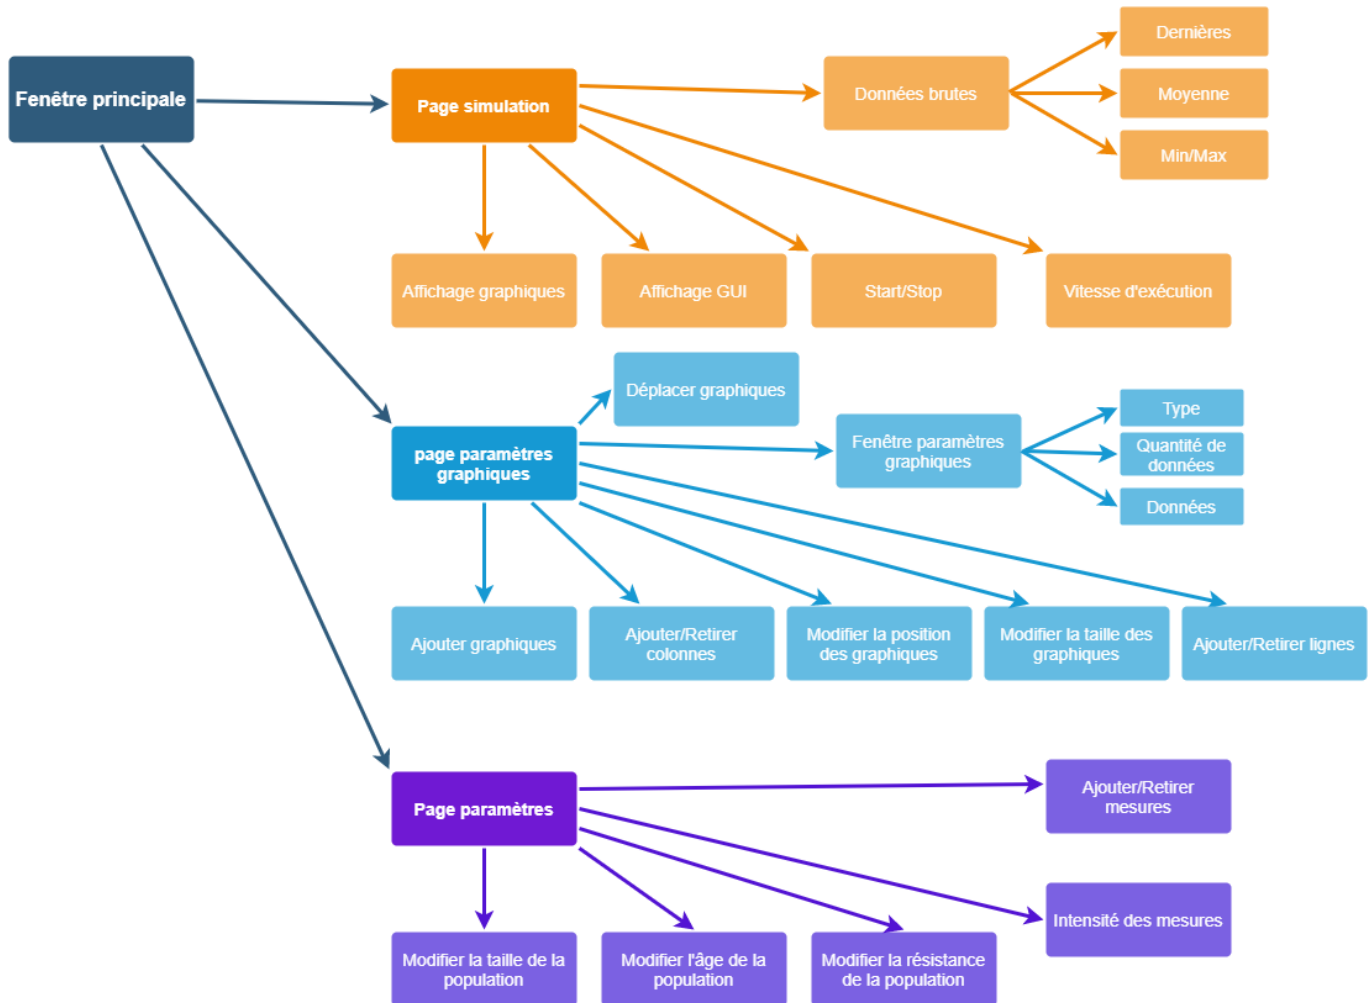 Fenêtre principale
Page simulation
Données brutes
Dernières
Moyenne
Min/Max
Affichage graphiques
Affichage GUI
Start/Stop
Vitesse d'exécution
page paramètres
graphiques
Déplacer graphiques
Fenêtre paramètres
graphiques
Type
Quantité de
données
Données
Ajouter graphiques
Ajouter/Retirer
colonnes
Modifier la position
des graphiques
Modifier la taille des
graphiques
Ajouter/Retirer lignes
Page paramètres
Ajouter/Retirer
mesures
Intensité des mesures
Modifier la taille de la
population
Modifier l'âge de la
population
Modifier la résistance
de la population